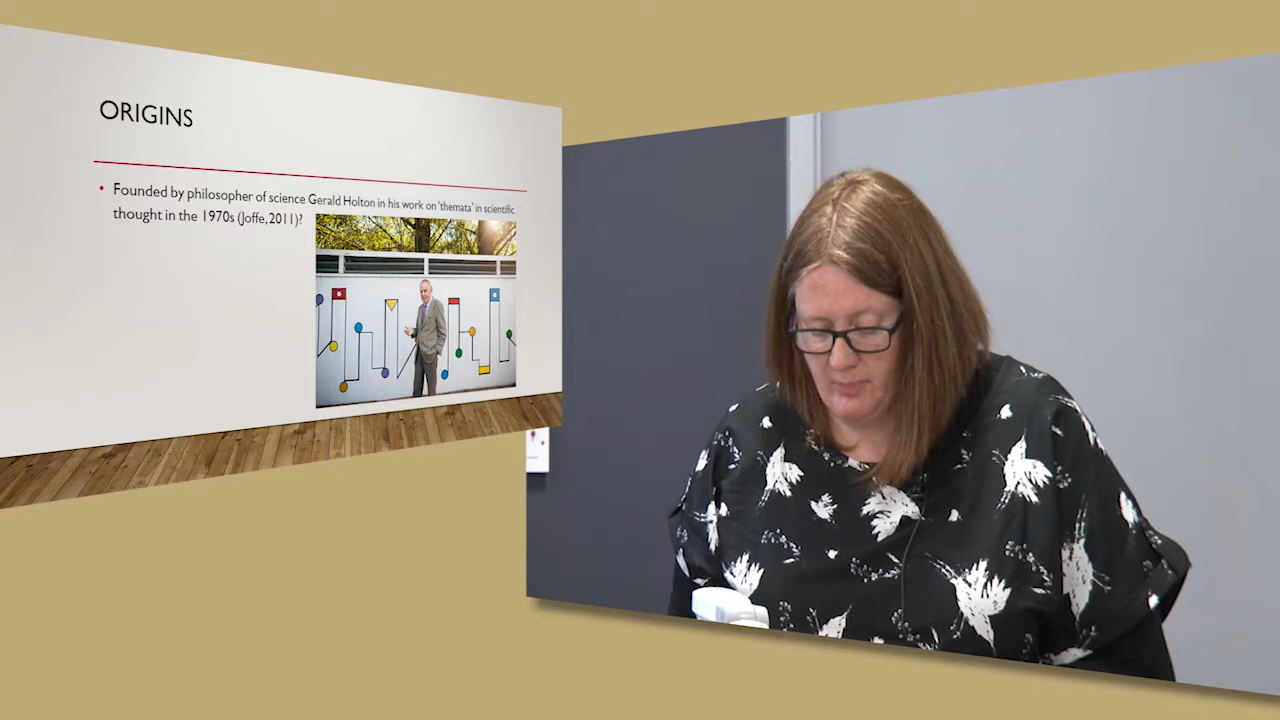 ORIGINS
• Founded by philosopher of science Gerald Holton in his work on 'themata' in scientific
thought in the 1970s (Joffe, 2011)?